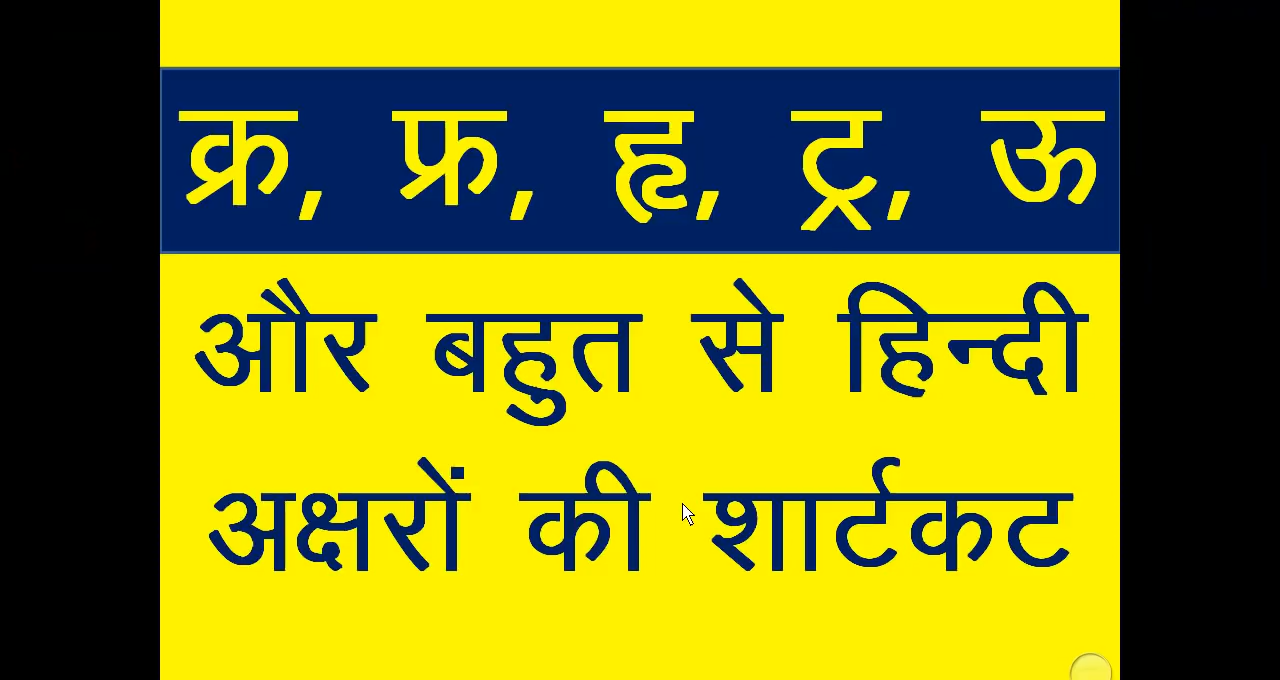 क्र, फ्र, हृ, ट्र, ऊ
और बहुत से हिन्दी
अक्षरों की शार्टकट